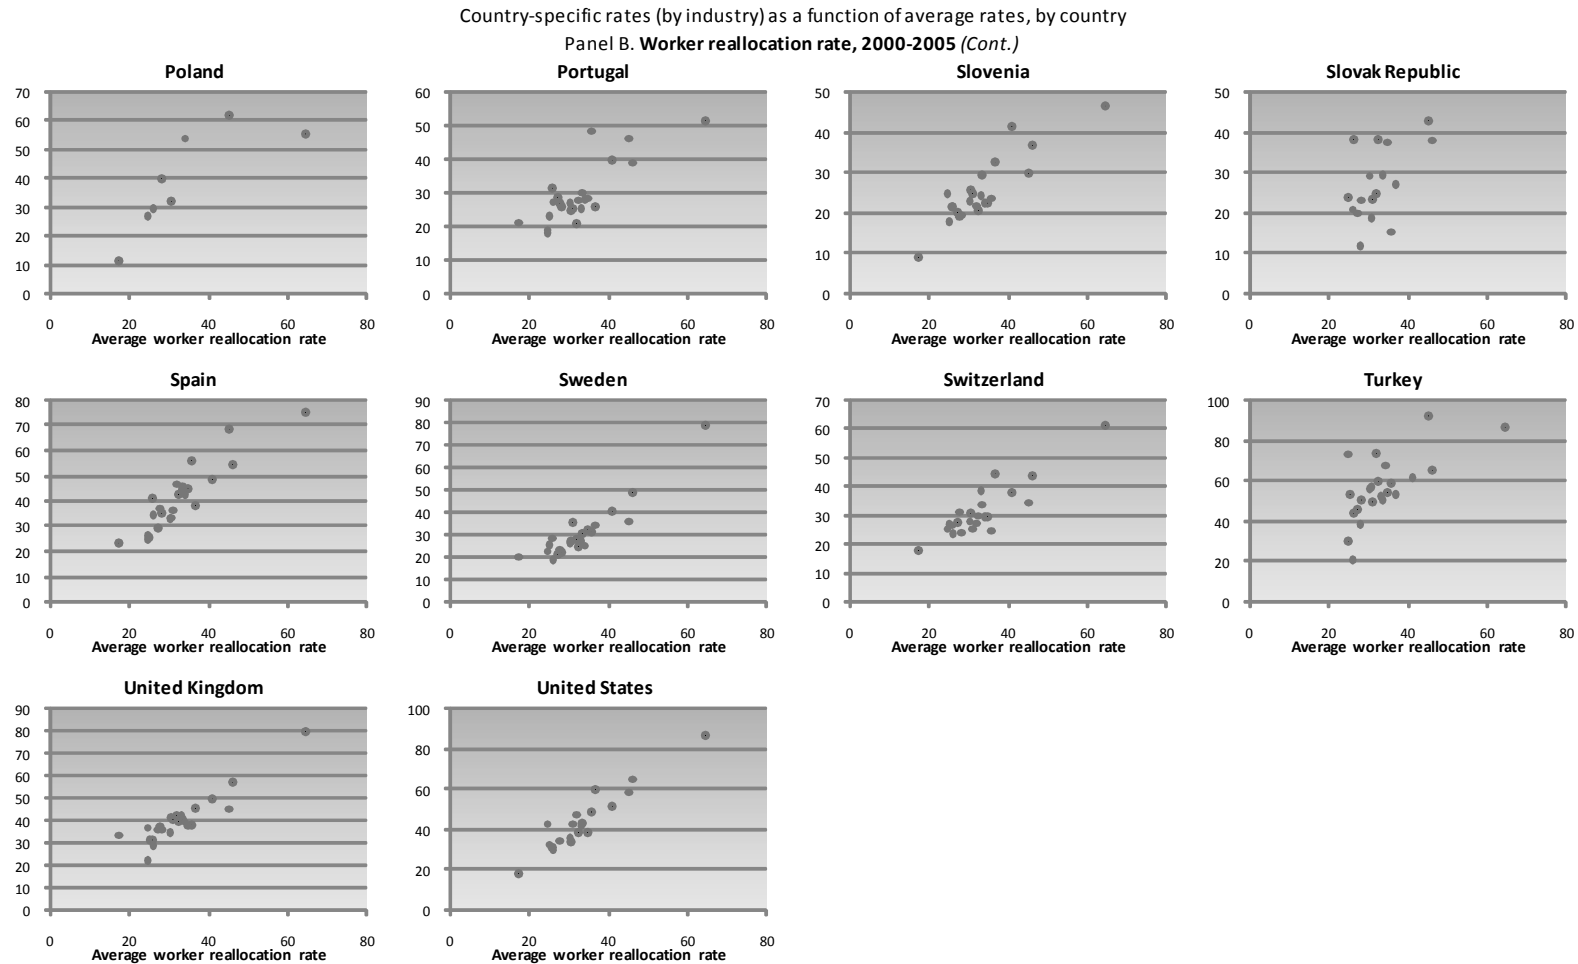 Country-specific rates (by industry) as a function of average rates, by country
Panel B. Worker reallocation rate, 2000-2005 (Cont.)
Poland
70
60
50
40
30
20
10
0
0 20 40 60 80
Average worker reallocation rate
Portugal
60
50
40
30
20
10
0
0 20 40 60 80
Average worker reallocation rate
Slovenia
50
40
30
20
10
0
0 20 40 60 80
Average worker reallocation rate
Slovak Republic
50
40
30
20
10
0
0 20 40 60 80
Average worker reallocation rate
Spain
80
70
60
50
40
30
20
10
0
0 20 40 60 80
Average worker reallocation rate
Sweden
90
80
70
60
50
40
30
20
10
0
0 20 40 60 80
Average worker reallocation rate
Switzerland
70
60
50
40
30
20
10
0
0 20 40 60 80
Average worker reallocation rate
Turkey
100
80
60
40
20
0
0 20 40 60 80
Average worker reallocation rate
United Kingdom
90
80
70
60
50
40
30
20
10
0
0 20 40 60 80
Average worker reallocation rate
United States
100
80
60
40
20
0
0 20 40 60 80
Average worker reallocation rate